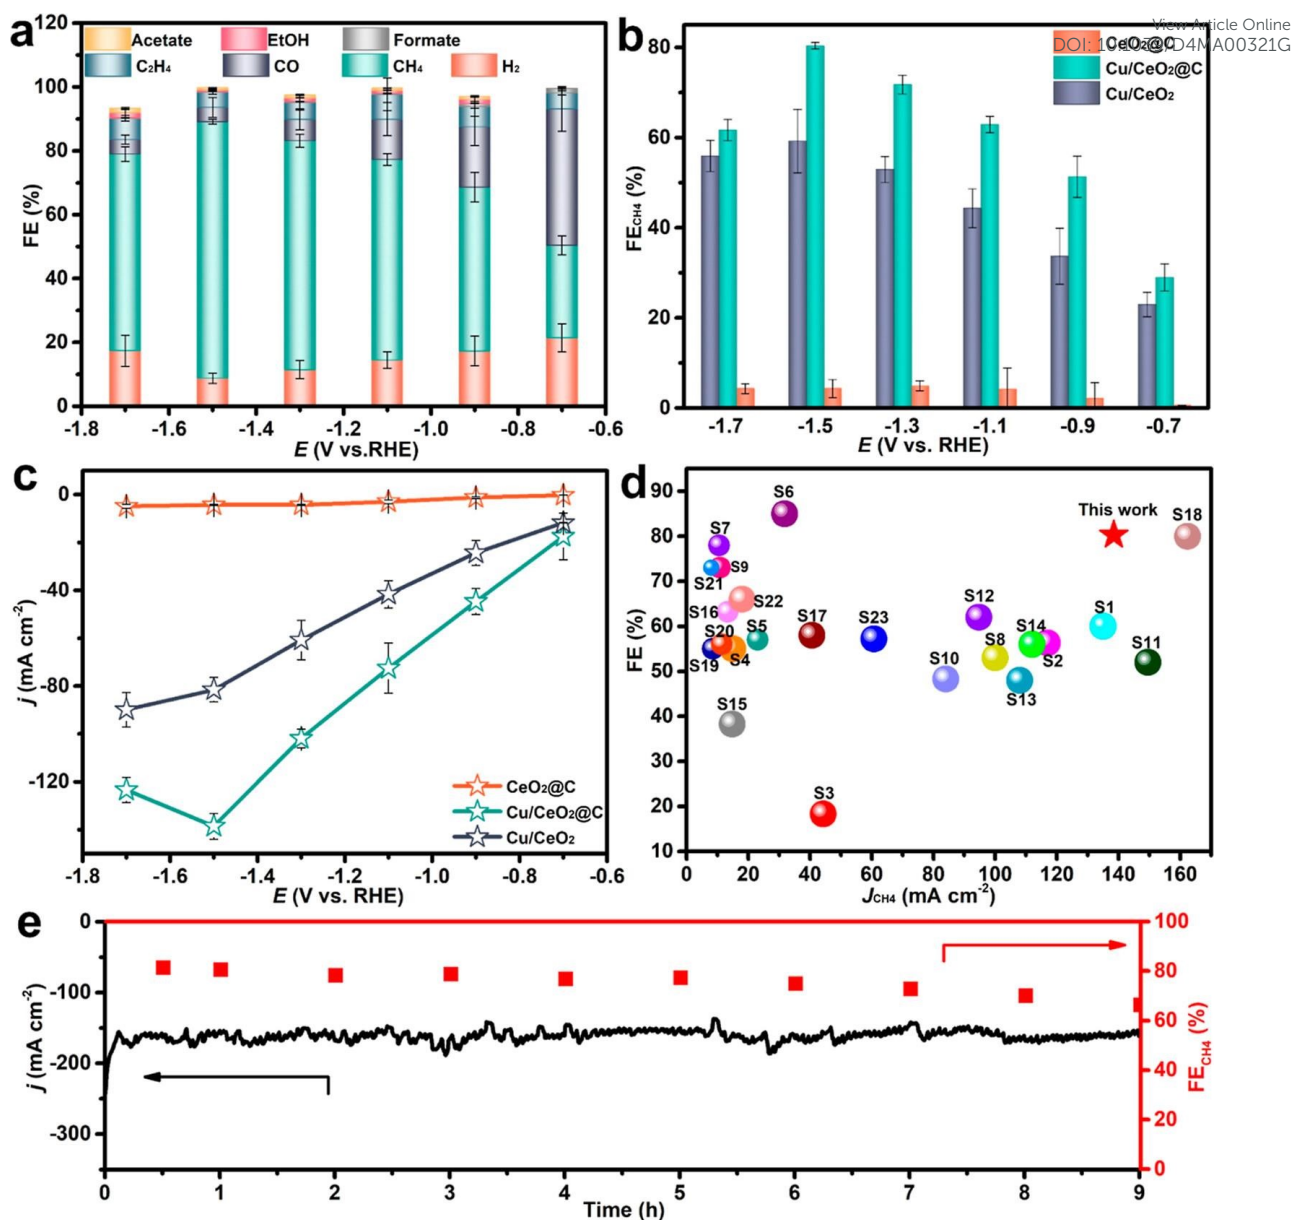 View Article Online
DOI: 10.1039/D4MA00321G
a
120
100
80
60
40
20
0
FE (%)
Acetate EtOH Formate
C₂H₄ CO CH₄ H₂
-1.8 -1.6 -1.4 -1.2 -1.0 -0.8 -0.6
E (V vs.RHE)
b
80
60
40
20
0
FECH4 (%)
CeO₂@C
Cu/CeO₂@C
Cu/CeO₂
-1.7 -1.5 -1.3 -1.1 -0.9 -0.7
E (V vs. RHE)
c
0
-40
-80
-120
j (mA cm⁻²)
CeO₂@C
Cu/CeO₂@C
Cu/CeO₂
-1.8 -1.6 -1.4 -1.2 -1.0 -0.8 -0.6
E (V vs. RHE)
d
90
80
70
60
50
40
30
20
10
FE (%)
S6
This work
S18
S7
S9
S21
S22
S16
S12
S1
S20
S5
S17
S23
S14
S8
S2
S11
S19
S4
S10
S13
S15
S3
0 20 40 60 80 100 120 140 160
JCH4 (mA cm⁻²)
e
0
-100
-200
-300
j (mA cm⁻²)
100
80
60
40
20
0
FECH4 (%)
0 1 2 3 4 5 6 7 8 9
Time (h)